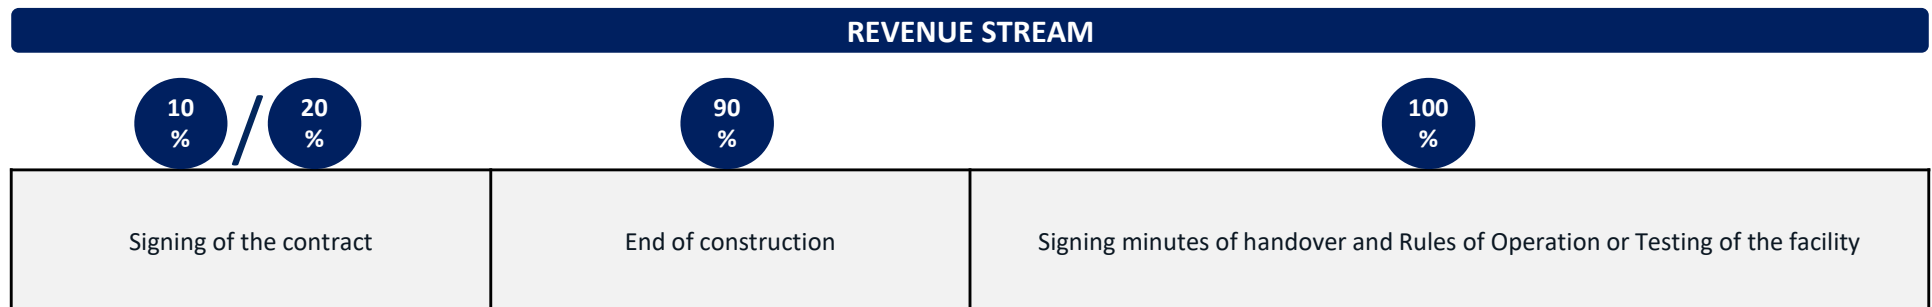 REVENUE STREAM
10
%
/
20
%
90
%
100
%
Signing of the contract
End of construction
Signing minutes of handover and Rules of Operation or Testing of the facility